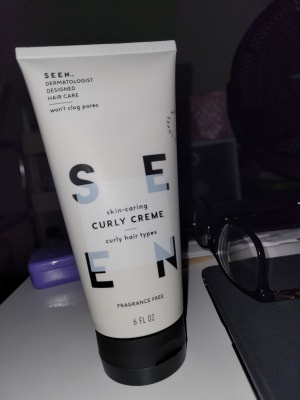 SEEN™
DERMATOLOGIST
DESIGNED
HAIR CARE
won't clog pores
S E
skin-caring
CURLY CREME
curly hair types
E N
FRAGRANCE FREE
6 FL OZ